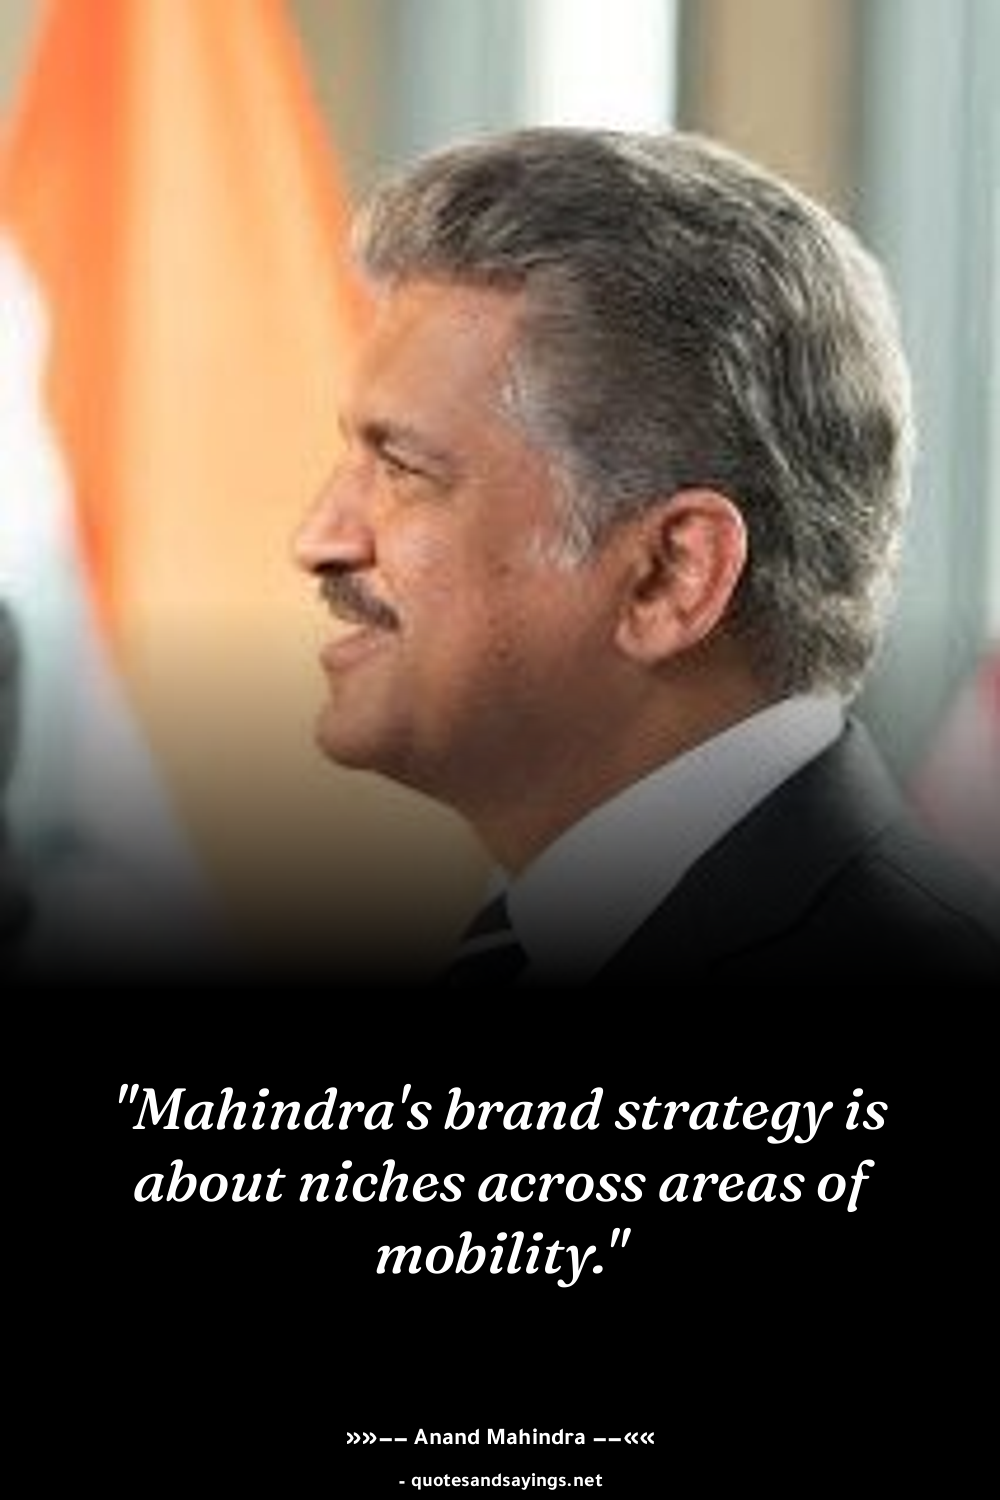 "Mahindra's brand strategy is
about niches across areas of
mobility."
»»−− Anand Mahindra −−««
- quotesandsayings.net